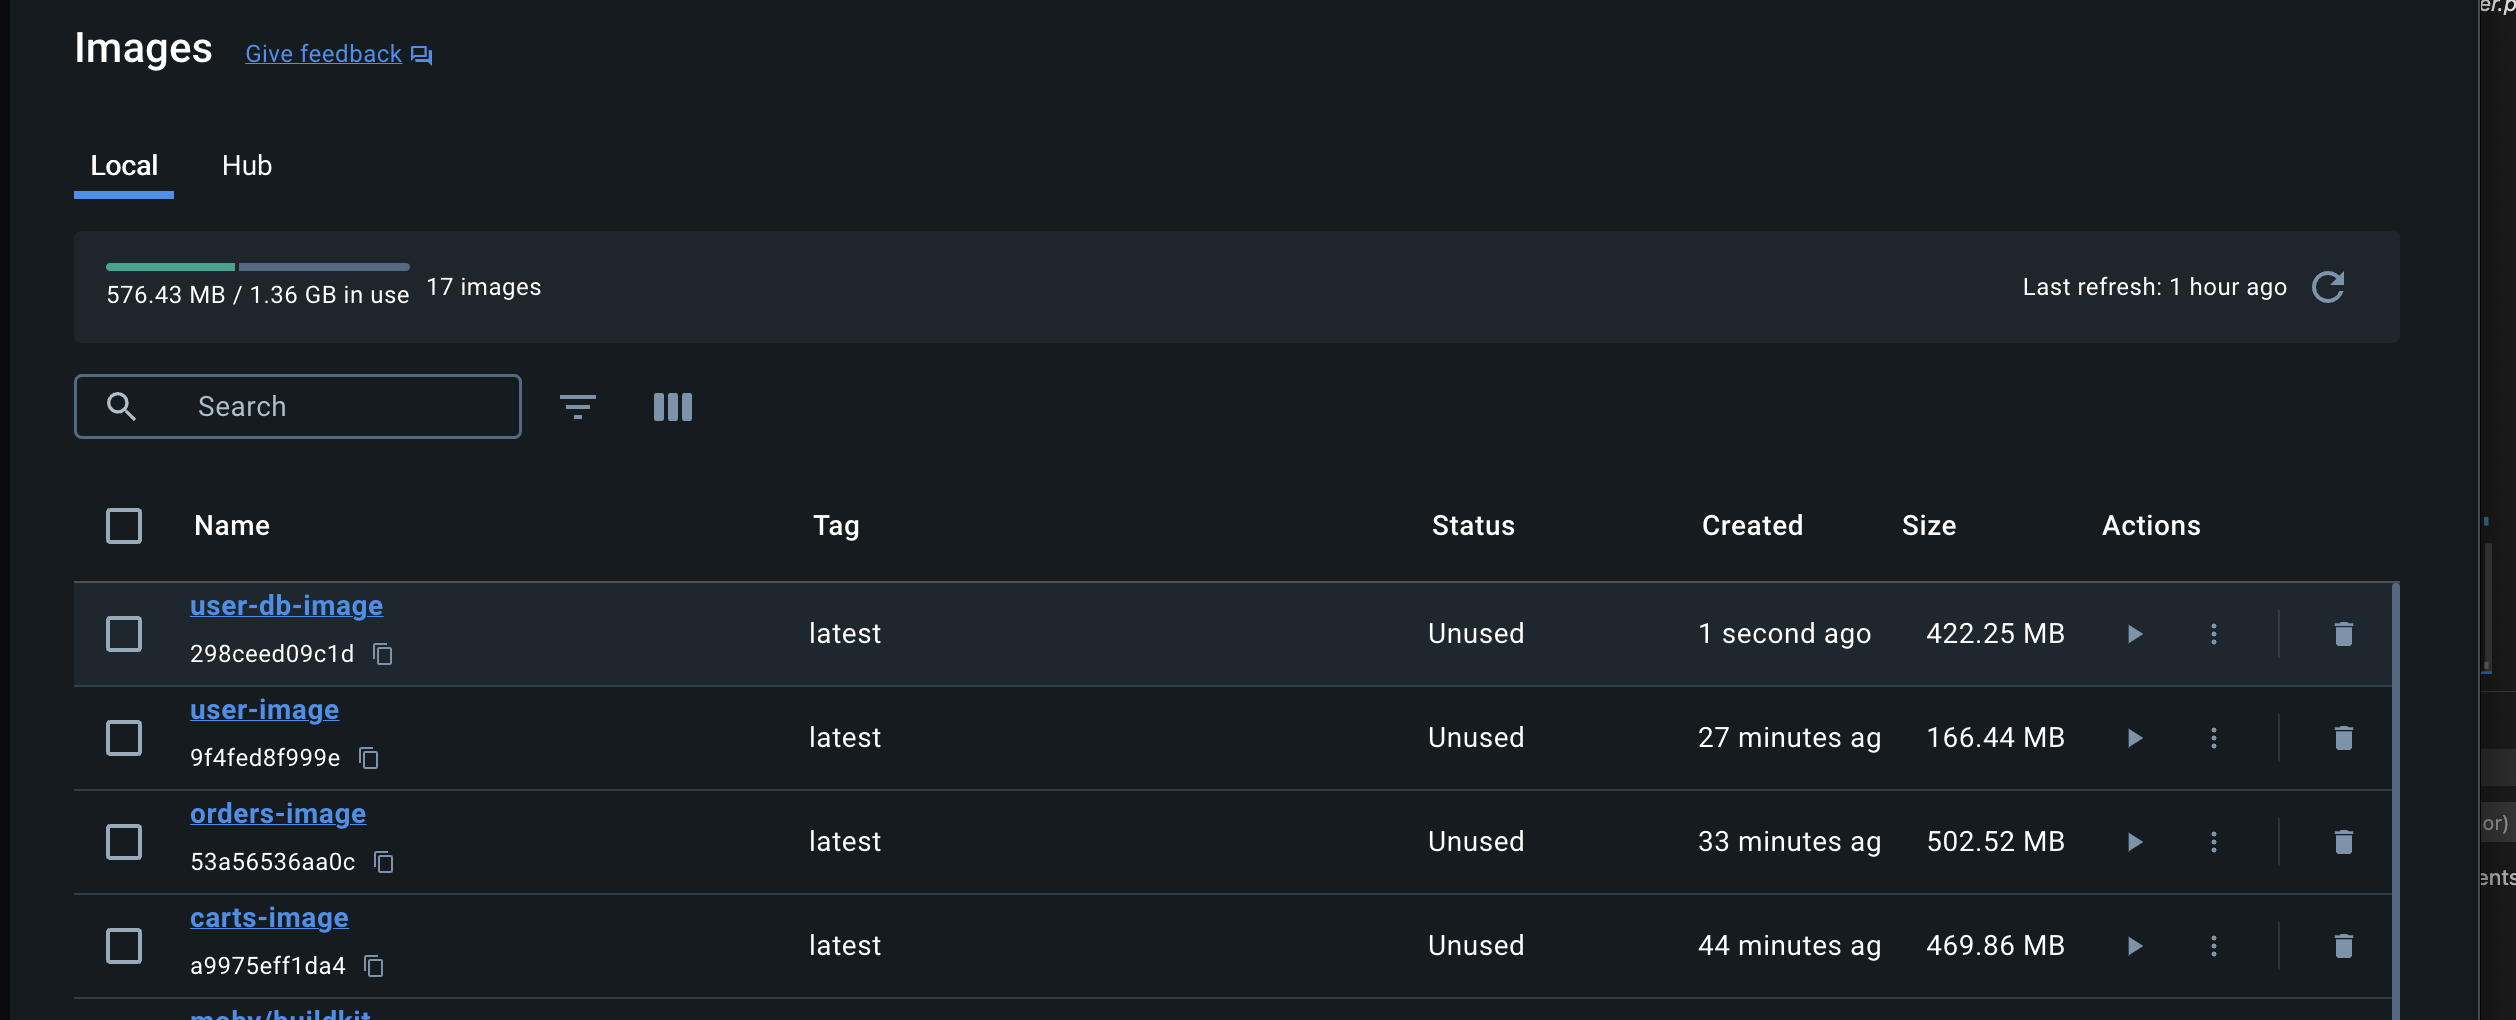 Images Give feedback
Local Hub
576.43 MB / 1.36 GB in use 17 images Last refresh: 1 hour ago
Search
Name Tag Status Created Size Actions
user-db-image
298ceed09c1d latest Unused 1 second ago 422.25 MB
user-image
9f4fed8f999e latest Unused 27 minutes ag 166.44 MB
orders-image
53a56536aa0c latest Unused 33 minutes ag 502.52 MB
carts-image
a9975eff1da4 latest Unused 44 minutes ag 469.86 MB
moby/buildkit
er.p
or)
ents